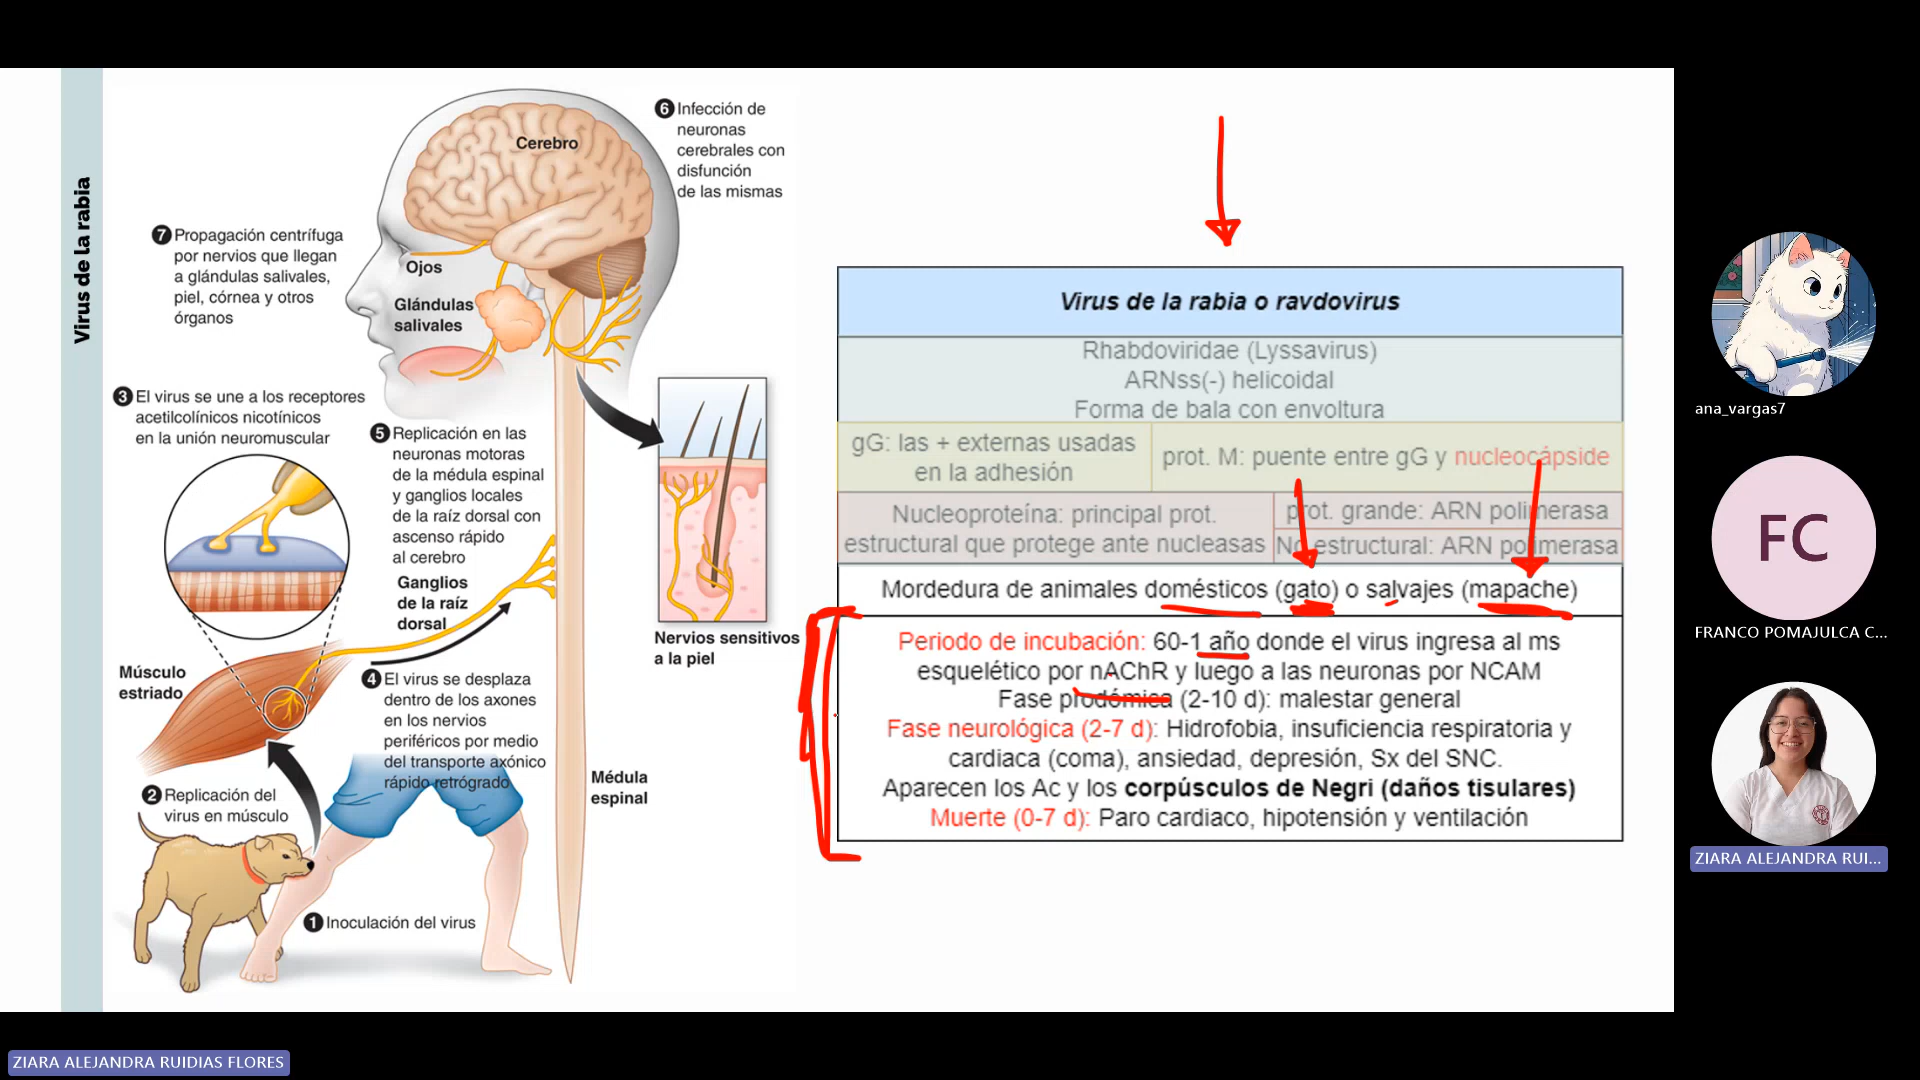 Virus de la rabia
Cerebro
6 Infección de
neuronas
cerebrales con
disfunción
de las mismas
7 Propagación centrífuga
por nervios que llegan
a glándulas salivales,
piel, córnea y otros
órganos
Ojos
Glándulas
salivales
3 El virus se une a los receptores
acetilcolínicos nicotínicos
en la unión neuromuscular
5 Replicación en las
neuronas motoras
de la médula espinal
y ganglios locales
de la raíz dorsal con
ascenso rápido
al cerebro
Ganglios
de la raíz
dorsal
Nervios sensitivos
a la piel
Músculo
estriado
4 El virus se desplaza
dentro de los axones
en los nervios
periféricos por medio
del transporte axónico
rápido retrógrado
Médula
espinal
2 Replicación del
virus en músculo
1 Inoculación del virus
Virus de la rabia o ravdovirus
Rhabdoviridae (Lyssavirus)
ARNss(-) helicoidal
Forma de bala con envoltura
gG: las + externas usadas
en la adhesión
prot. M: puente entre gG y nucleocápside
Nucleoproteína: principal prot.
estructural que protege ante nucleasas
prot. grande: ARN polimerasa
No estructural: ARN polimerasa
Mordedura de animales domésticos (gato) o salvajes (mapache)
Periodo de incubación: 60-1 año donde el virus ingresa al ms
esquelético por nAChR y luego a las neuronas por NCAM
Fase prodómica (2-10 d): malestar general
Fase neurológica (2-7 d): Hidrofobia, insuficiencia respiratoria y
cardiaca (coma), ansiedad, depresión, Sx del SNC.
Aparecen los Ac y los corpúsculos de Negri (daños tisulares)
Muerte (0-7 d): Paro cardiaco, hipotensión y ventilación
ana_vargas7
FC
FRANCO POMAJULCA C...
ZIARA ALEJANDRA RUI...
ZIARA ALEJANDRA RUIDIAS FLORES